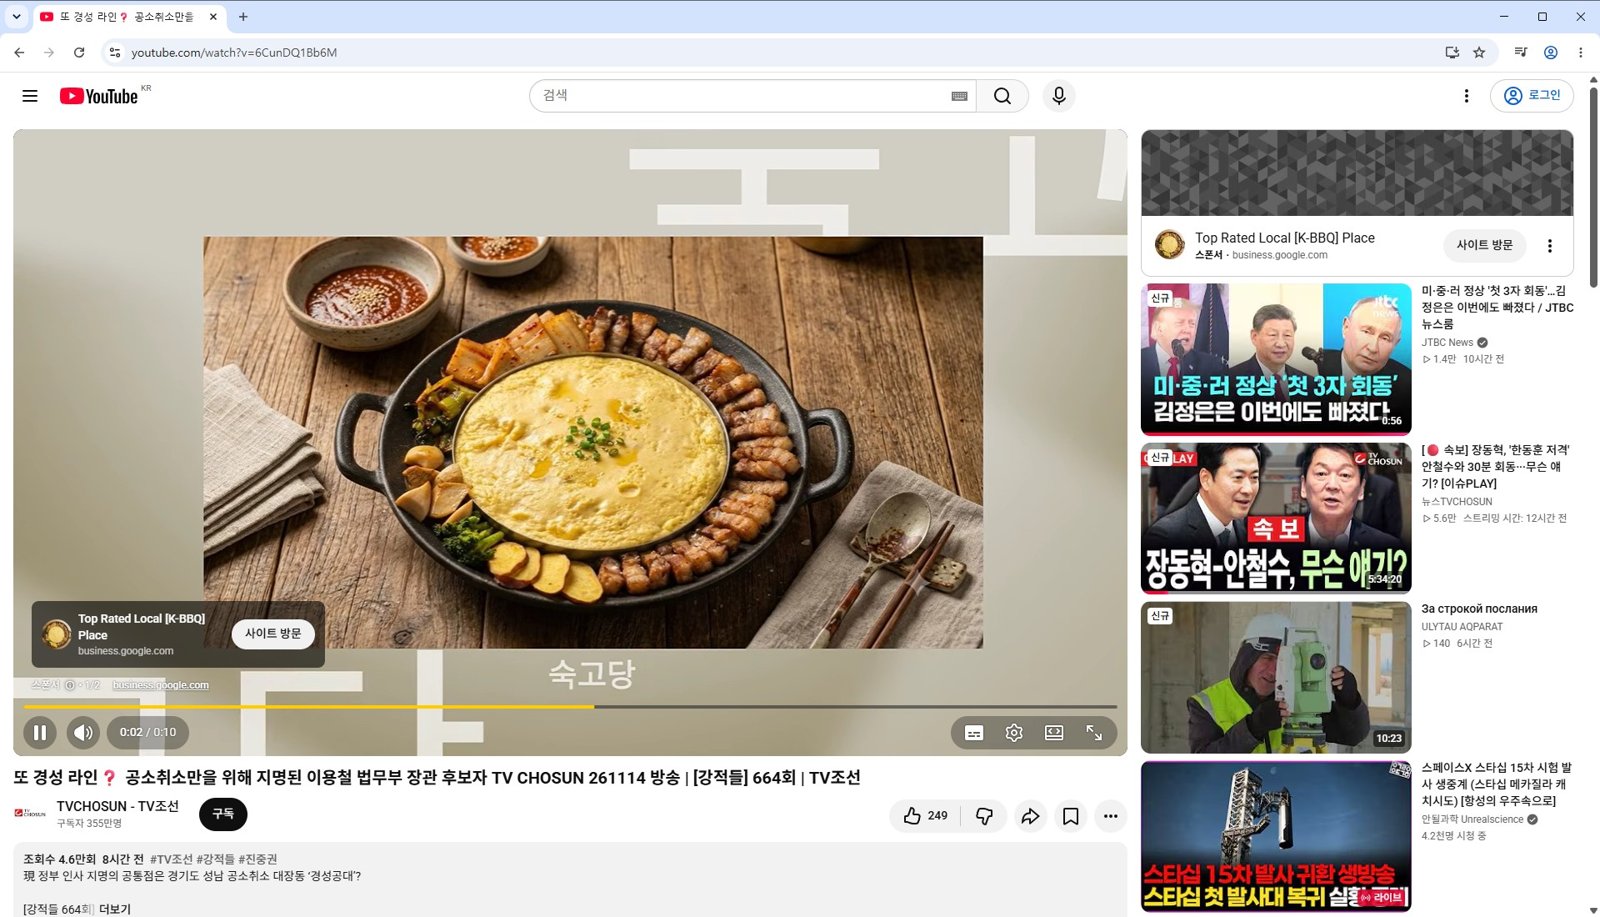 또 경성 라인❓ 공소취소만을
youtube.com/watch?v=6CunDQ1Bb6M
YouTube KR
검색
로그인
숙고당
Top Rated Local [K-BBQ]
Place
business.google.com
사이트 방문
스폰서 · 1/2 business.google.com
0:02 / 0:10
또 경성 라인❓ 공소취소만을 위해 지명된 이용철 법무부 장관 후보자 TV CHOSUN 261114 방송 | [강적들] 664회 | TV조선
TVCHOSUN - TV조선
구독자 355만명
구독
249
조회수 4.6만회 8시간 전 #TV조선 #강적들 #진중권
現 정부 인사 지명의 공통점은 경기도 성남 공소취소 대장동 ‘경성공대’?
[강적들 664회] 더보기
Top Rated Local [K-BBQ] Place
스폰서 · business.google.com
사이트 방문
신규
jtbc
news
미·중·러 정상 ‘첫 3자 회동’
김정은은 이번에도 빠졌다
0:56
미·중·러 정상 '첫 3자 회동'...김
정은은 이번에도 빠졌다 / JTBC
뉴스룸
JTBC News
1.4만 10시간 전
신규
PLAY
TV CHOSUN
속보
장동혁-안철수, 무슨 얘기?
5:34:20
[🔴 속보] 장동혁, '한동훈 저격'
안철수와 30분 회동…무슨 얘
기? [이슈PLAY]
뉴스TVCHOSUN
5.6만 스트리밍 시간: 12시간 전
신규
10:23
За строкой послания
ULYTAU AQPARAT
140 6시간 전
스타십 15차 발사 귀환 생방송
스타십 첫 발사대 복귀
라이브
스페이스X 스타십 15차 시험 발
사 생중계 (스타십 메카질라 캐
치시도) [항성의 우주속으로]
안될과학 Unrealscience
4.2천명 시청 중